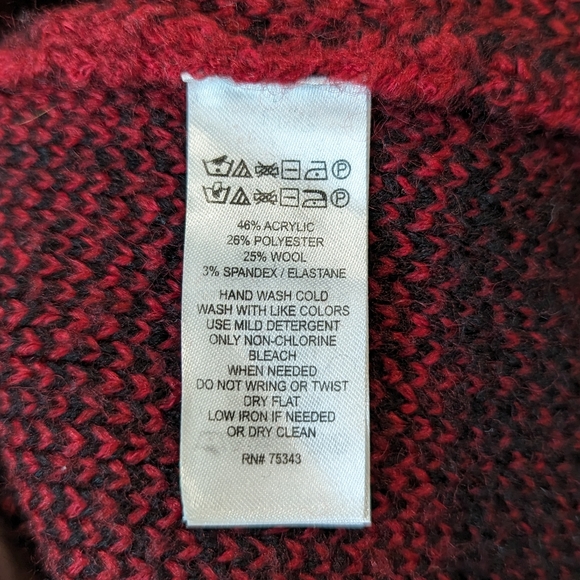 46% ACRYLIC
26% POLYESTER
25% WOOL
3% SPANDEX / ELASTANE
HAND WASH COLD
WASH WITH LIKE COLORS
USE MILD DETERGENT
ONLY NON-CHLORINE
BLEACH
WHEN NEEDED
DO NOT WRING OR TWIST
DRY FLAT
LOW IRON IF NEEDED
OR DRY CLEAN
RN# 75343